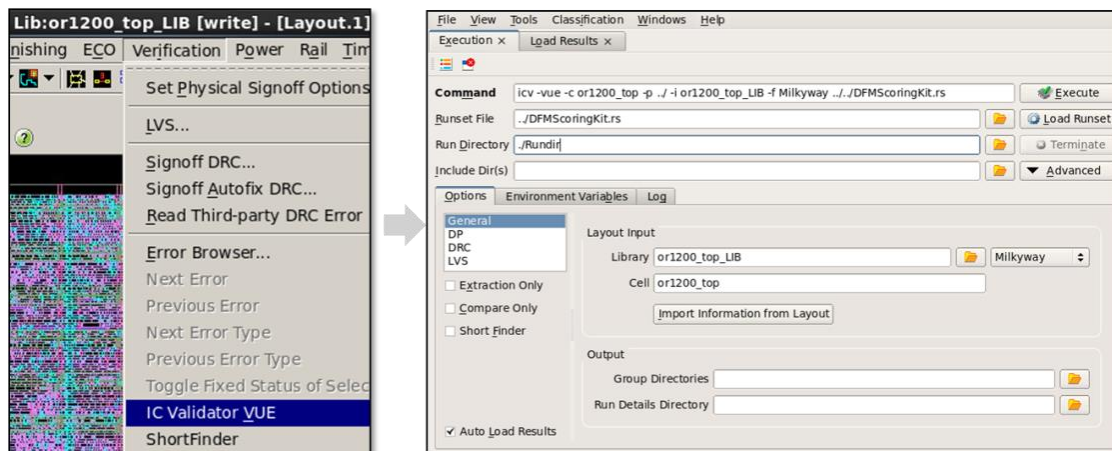 Lib:or1200_top_LIB [write] - [Layout.1]
nishing ECO Verification Power Rail Tim
Set Physical Signoff Options
LVS...
Signoff DRC...
Signoff Autofix DRC...
Read Third-party DRC Error
Error Browser...
Next Error
Previous Error
Next Error Type
Previous Error Type
Toggle Fixed Status of Selec
IC Validator VUE
ShortFinder
File View Tools Classification Windows Help
Execution × Load Results ×
Command icv -vue -c or1200_top -p ../ -i or1200_top_LIB -f Milkyway ../../DFMScoringKit.rs Execute
Runset File ../DFMScoringKit.rs Load Runset
Run Directory ./Rundir Terminate
Include Dir(s) Advanced
Options Environment Variables Log
General
DP
DRC
LVS
Extraction Only
Compare Only
Short Finder
Auto Load Results
Layout Input
Library or1200_top_LIB Milkyway
Cell or1200_top
Import Information from Layout
Output
Group Directories
Run Details Directory